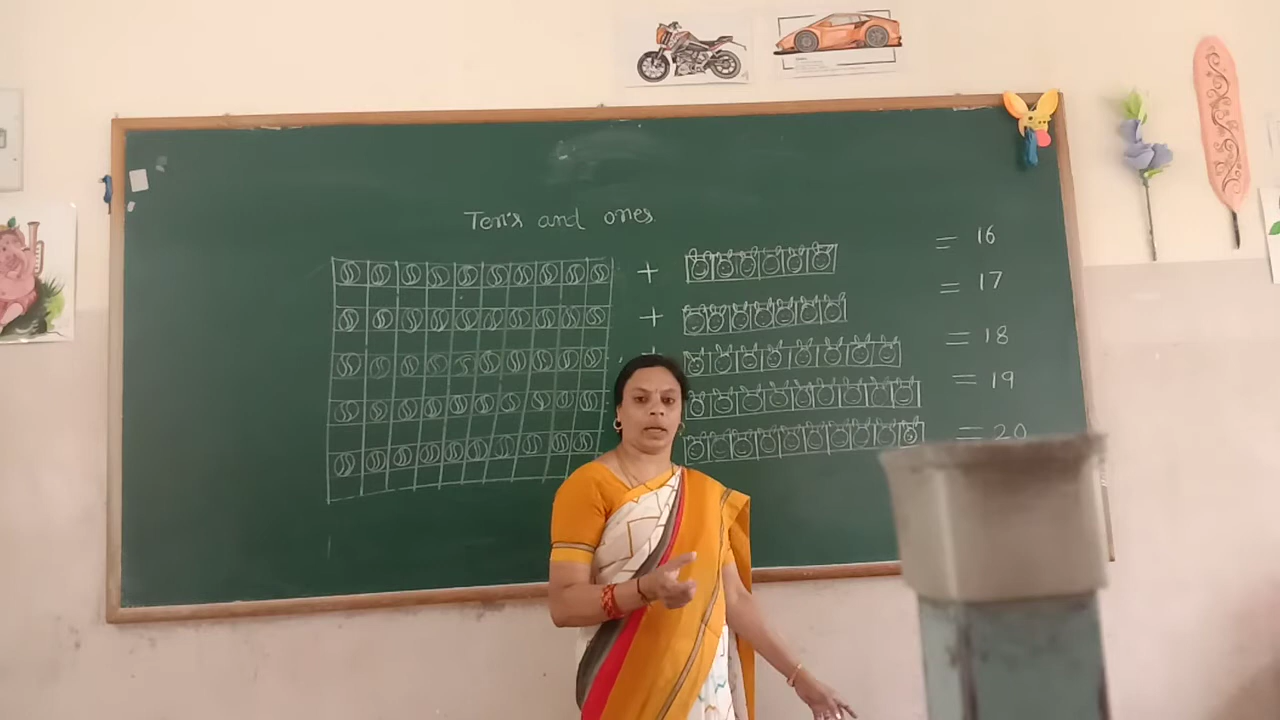 Ten's and ones
+ = 16
+ = 17
= 18
= 19
= 20